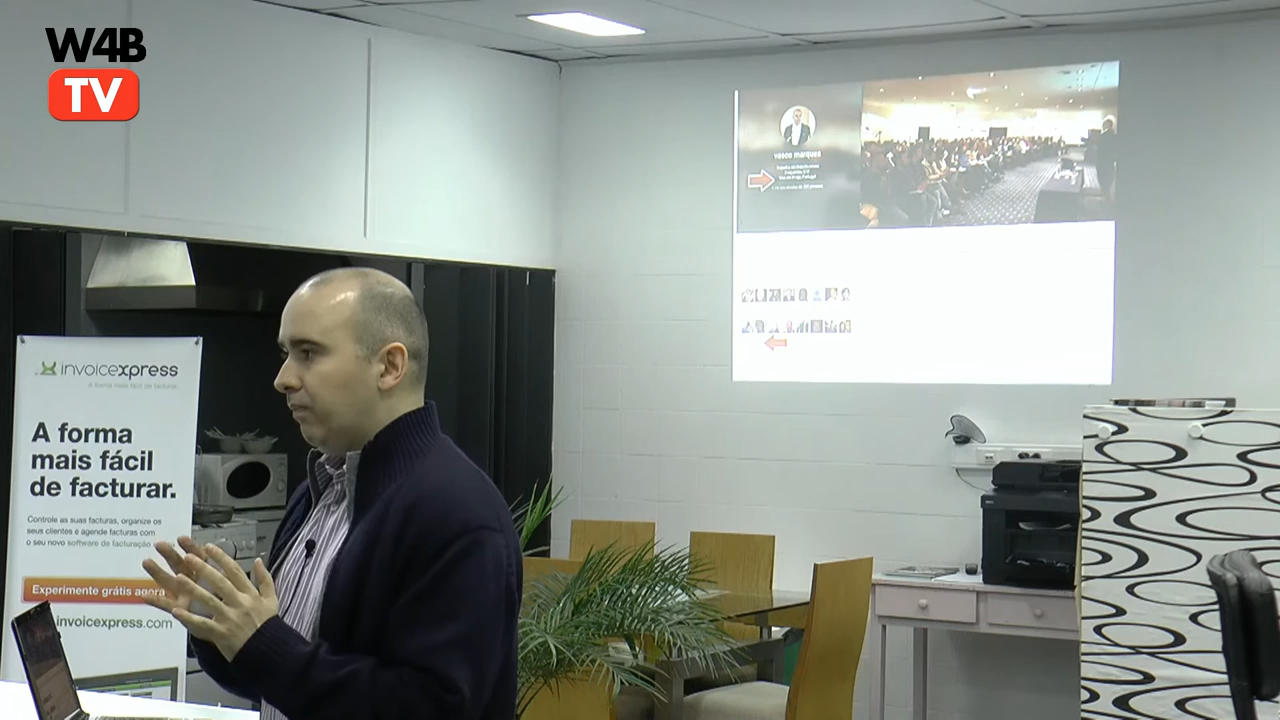 W4B
TV
vasco marques
invoicexpress
A forma mais fácil de facturar.
A forma
mais fácil
de facturar.
Controle as suas facturas, organize os
seus clientes e agende facturas com
o seu novo software de facturação
Experimente grátis agora
invoicexpress.com